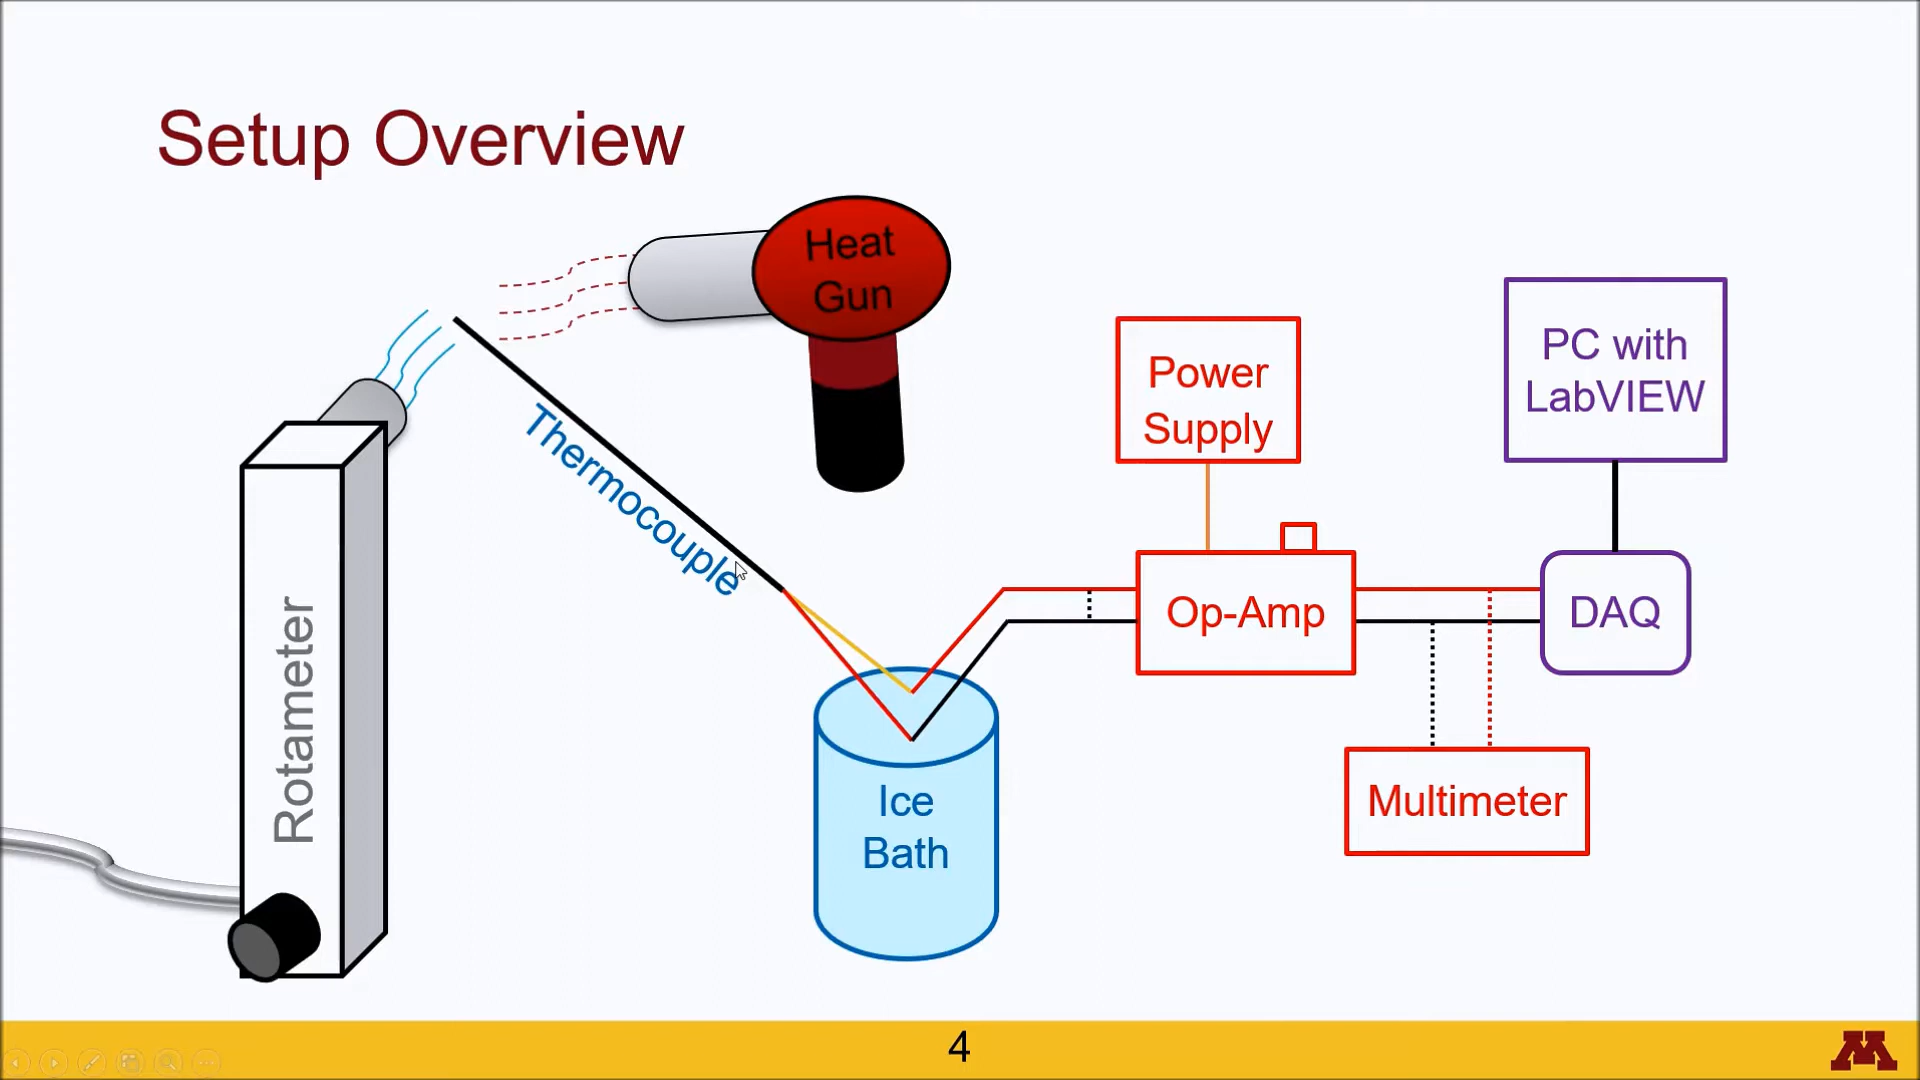 Setup Overview
Heat
Gun
Thermocouple
Rotameter
Ice
Bath
Power
Supply
Op-Amp
PC with
LabVIEW
DAQ
Multimeter
4
M